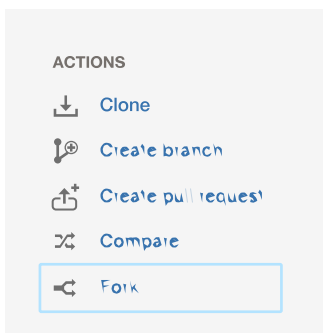 ACTIONS
Clone
Create branch
Create pull request
Compare
Fork